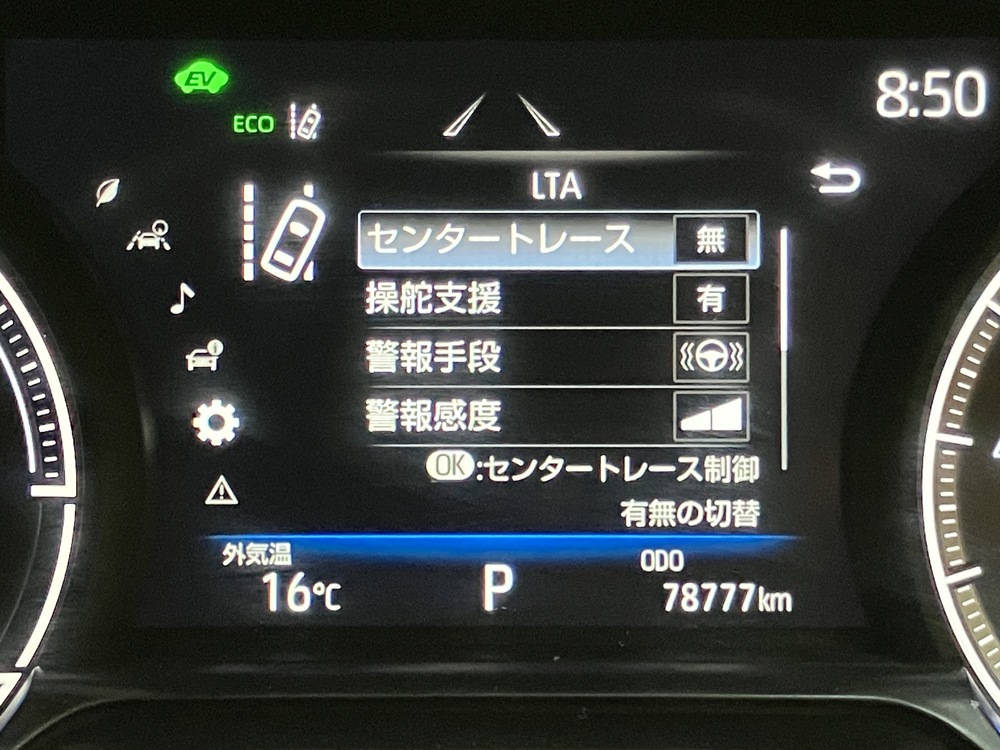 EV
8:50
ECO
LTA
センタートレース 無
操舵支援 有
警報手段
警報感度
OK:センタートレース制御
有無の切替
外気温 ODO
16℃ P 78777km